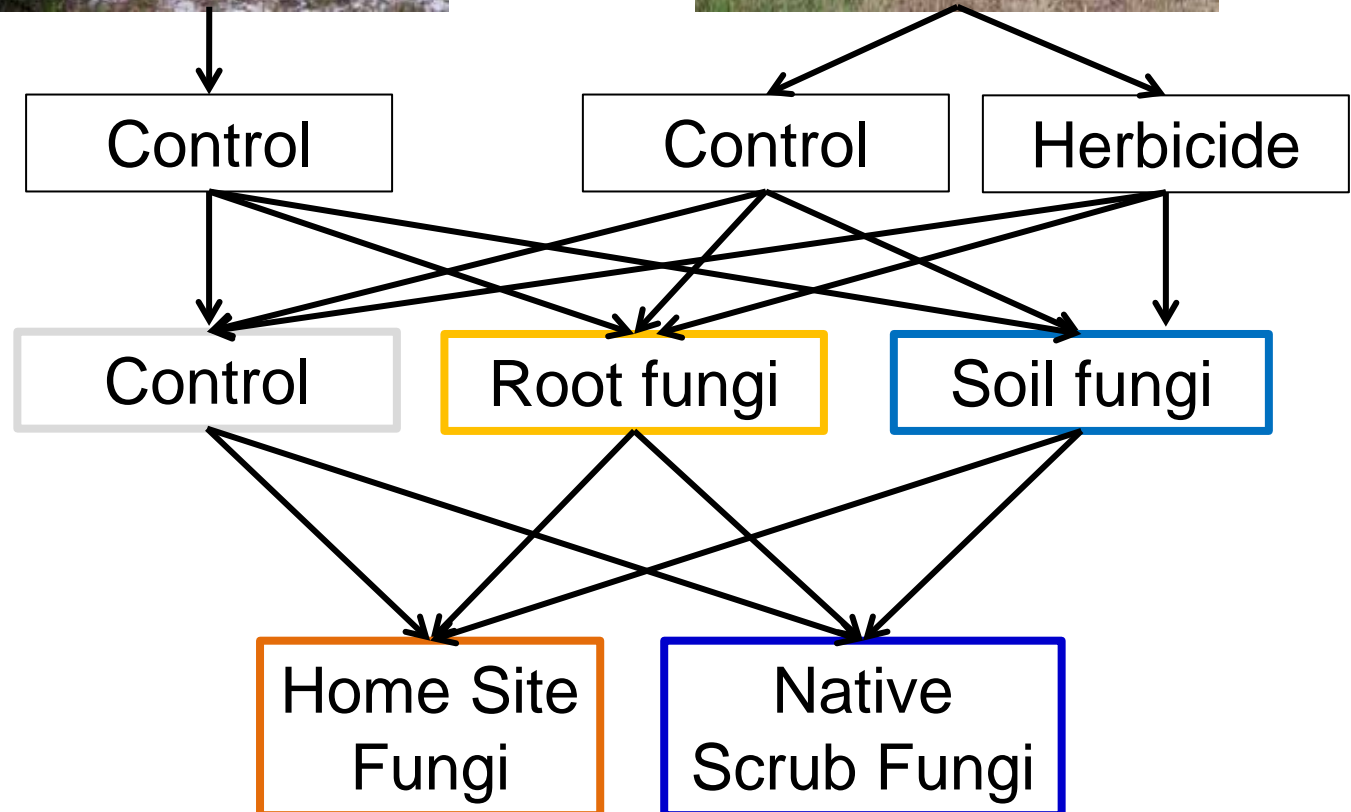 Control
Control
Herbicide
Control
Root fungi
Soil fungi
Home Site
Fungi
Native
Scrub Fungi